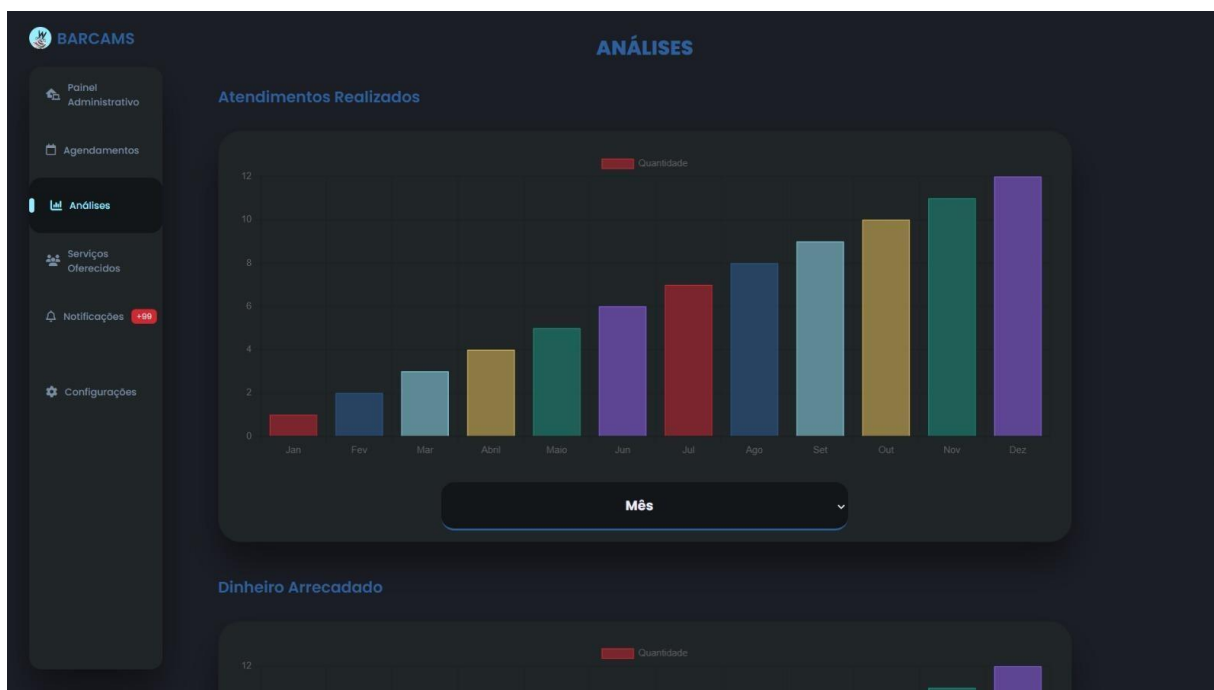 BARCAMS
ANÁLISES
Painel
Administrativo
Agendamentos
Análises
Serviços
Oferecidos
Notificações +99
Configurações
Atendimentos Realizados
Quantidade
12
10
8
6
4
2
0
Jan Fev Mar Abril Maio Jun Jul Ago Set Out Nov Dez
Mês
Dinheiro Arrecadado
Quantidade
12